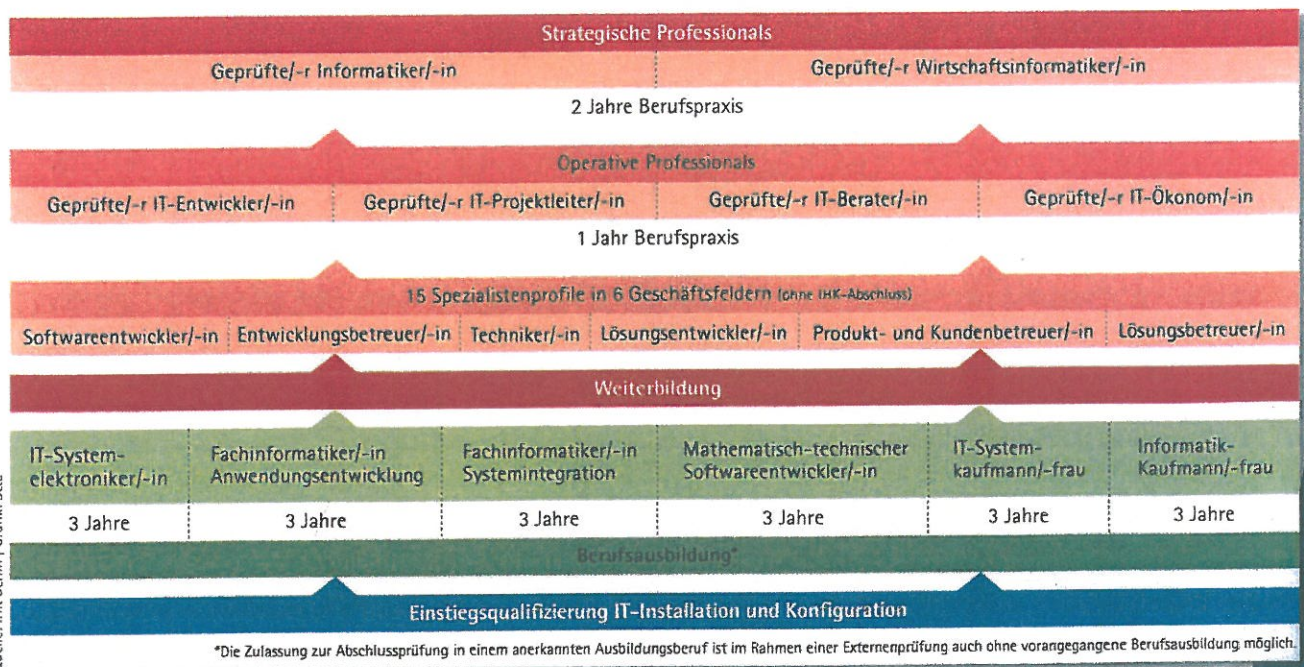 Strategische Professionals
Geprüfte/-r Informatiker/-in
Geprüfte/-r Wirtschaftsinformatiker/-in
2 Jahre Berufspraxis
Operative Professionals
Geprüfte/-r IT-Entwickler/-in
Geprüfte/-r IT-Projektleiter/-in
Geprüfte/-r IT-Berater/-in
Geprüfte/-r IT-Ökonom/-in
1 Jahr Berufspraxis
15 Spezialistenprofile in 6 Geschäftsfeldern (ohne IHK-Abschluss)
Softwareentwickler/-in
Entwicklungsbetreuer/-in
Techniker/-in
Lösungsentwickler/-in
Produkt- und Kundenbetreuer/-in
Lösungsbetreuer/-in
Weiterbildung
IT-System-
elektroniker/-in
Fachinformatiker/-in
Anwendungsentwicklung
Fachinformatiker/-in
Systemintegration
Mathematisch-technischer
Softwareentwickler/-in
IT-System-
kaufmann/-frau
Informatik-
Kaufmann/-frau
3 Jahre
3 Jahre
3 Jahre
3 Jahre
3 Jahre
3 Jahre
Berufsausbildung*
Einstiegsqualifizierung IT-Installation und Konfiguration
*Die Zulassung zur Abschlussprüfung in einem anerkannten Ausbildungsberuf ist im Rahmen einer Externenprüfung auch ohne vorangegangene Berufsausbildung möglich.